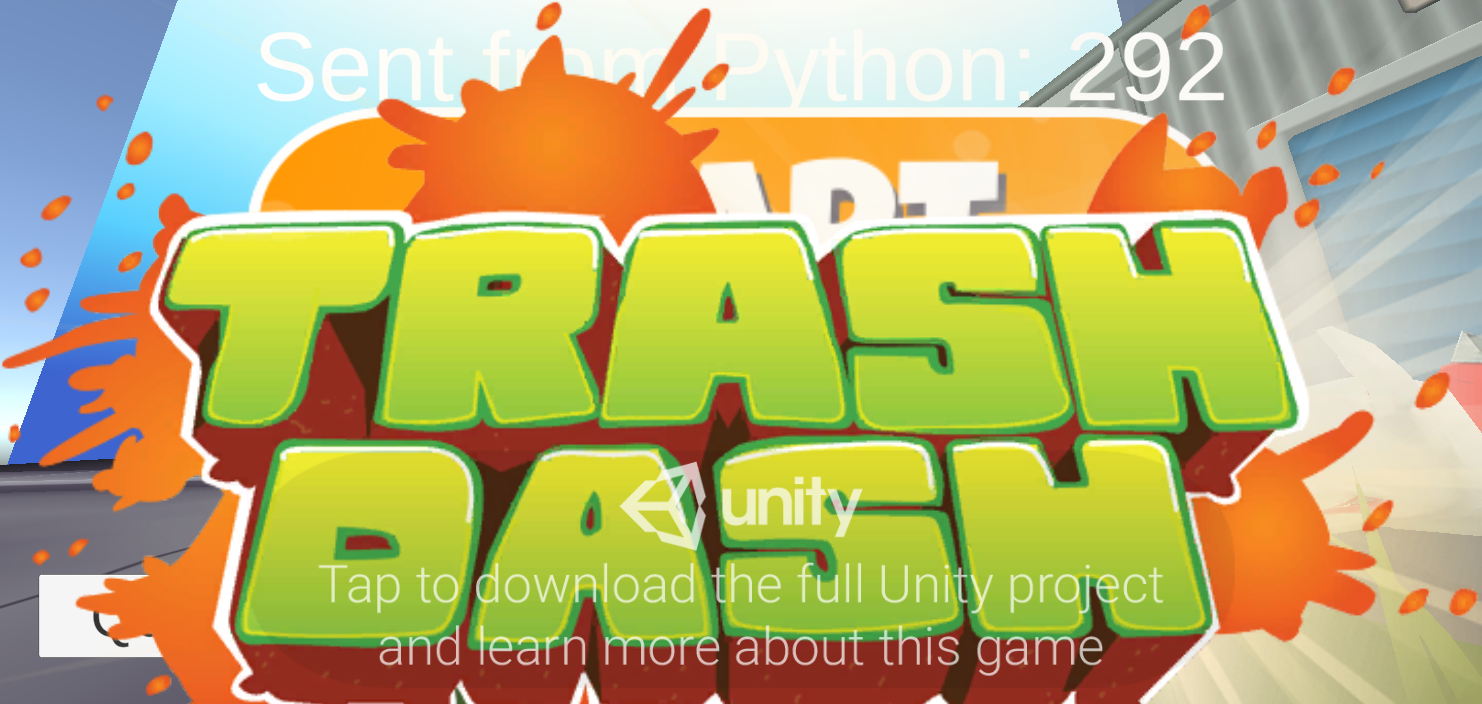 Sent from Python: 292
TRASH
DASH
unity
Tap to download the full Unity project
and learn more about this game